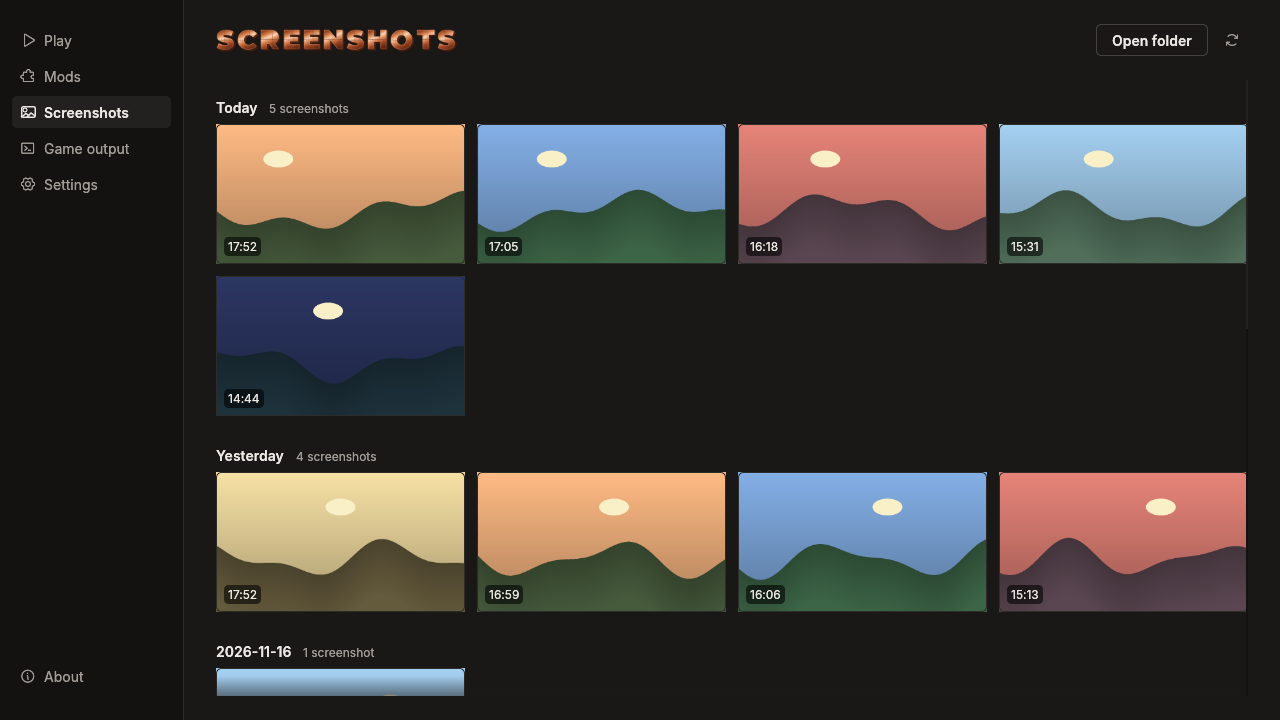 Play
Mods
Screenshots
Game output
Settings
About
SCREENSHOTS
Open folder
Today 5 screenshots
17:52
17:05
16:18
15:31
14:44
Yesterday 4 screenshots
17:52
16:59
16:06
15:13
2026-11-16 1 screenshot